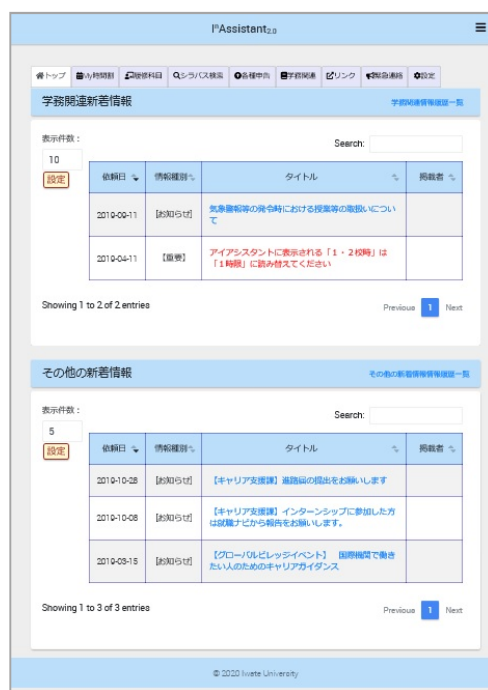 IᵃAssistant2.0
トップ My時間割 履修科目 シラバス検索 各種申告 学務関連 リンク 緊急連絡 設定
学務関連新着情報 学務関連情報履歴一覧
表示件数：
Search:
10
設定
依頼日 情報種別 タイトル 掲載者
2019-09-11 [お知らせ] 気象警報等の発令時における授業等の取扱いについ
て
2019-04-11 【重要】 アイアシスタントに表示される「１・２校時」は
「１時限」に読み替えてください
Showing 1 to 2 of 2 entries
Previous 1 Next
その他の新着情報 その他の新着情報情報履歴一覧
表示件数：
Search:
5
設定
依頼日 情報種別 タイトル 掲載者
2019-10-28 [お知らせ] 【キャリア支援課】進路届の提出をお願いします
2019-10-08 [お知らせ] 【キャリア支援課】インターンシップに参加した方
は就職ナビから報告をお願いします。
2019-03-15 [お知らせ] 【グローバルビレッジイベント】　国際機関で働き
たい人のためのキャリアガイダンス
Showing 1 to 3 of 3 entries
Previous 1 Next
© 2020 Iwate University